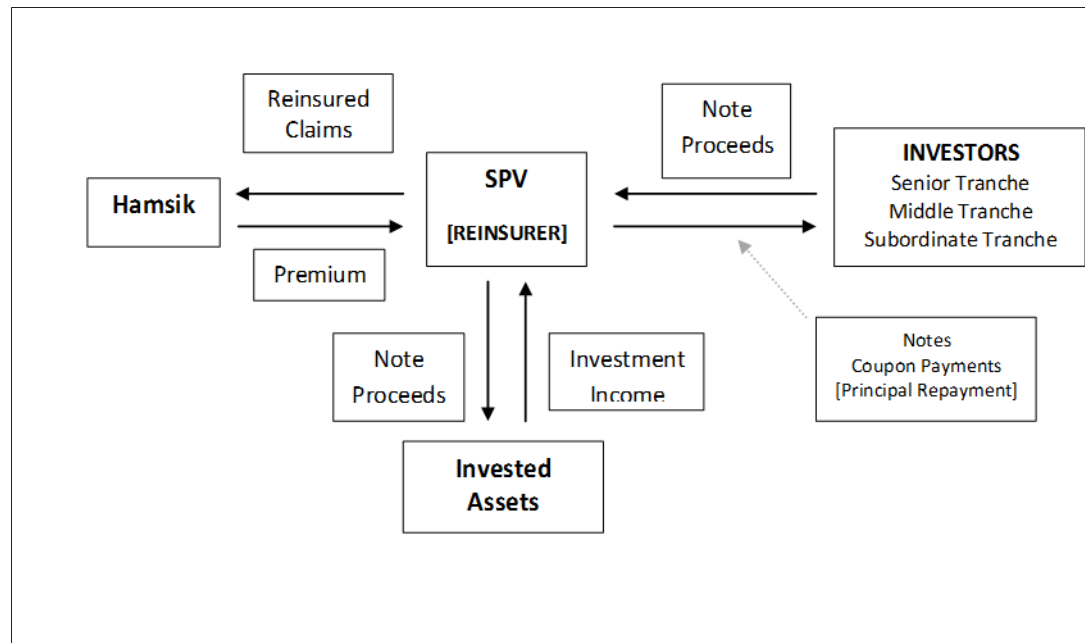 Reinsured
Claims
Note
Proceeds
INVESTORS
Senior Tranche
Middle Tranche
Subordinate Tranche
SPV
[REINSURER]
Hamsik
Premium
Note
Proceeds
Investment
Income
Notes
Coupon Payments
[Principal Repayment]
Invested
Assets